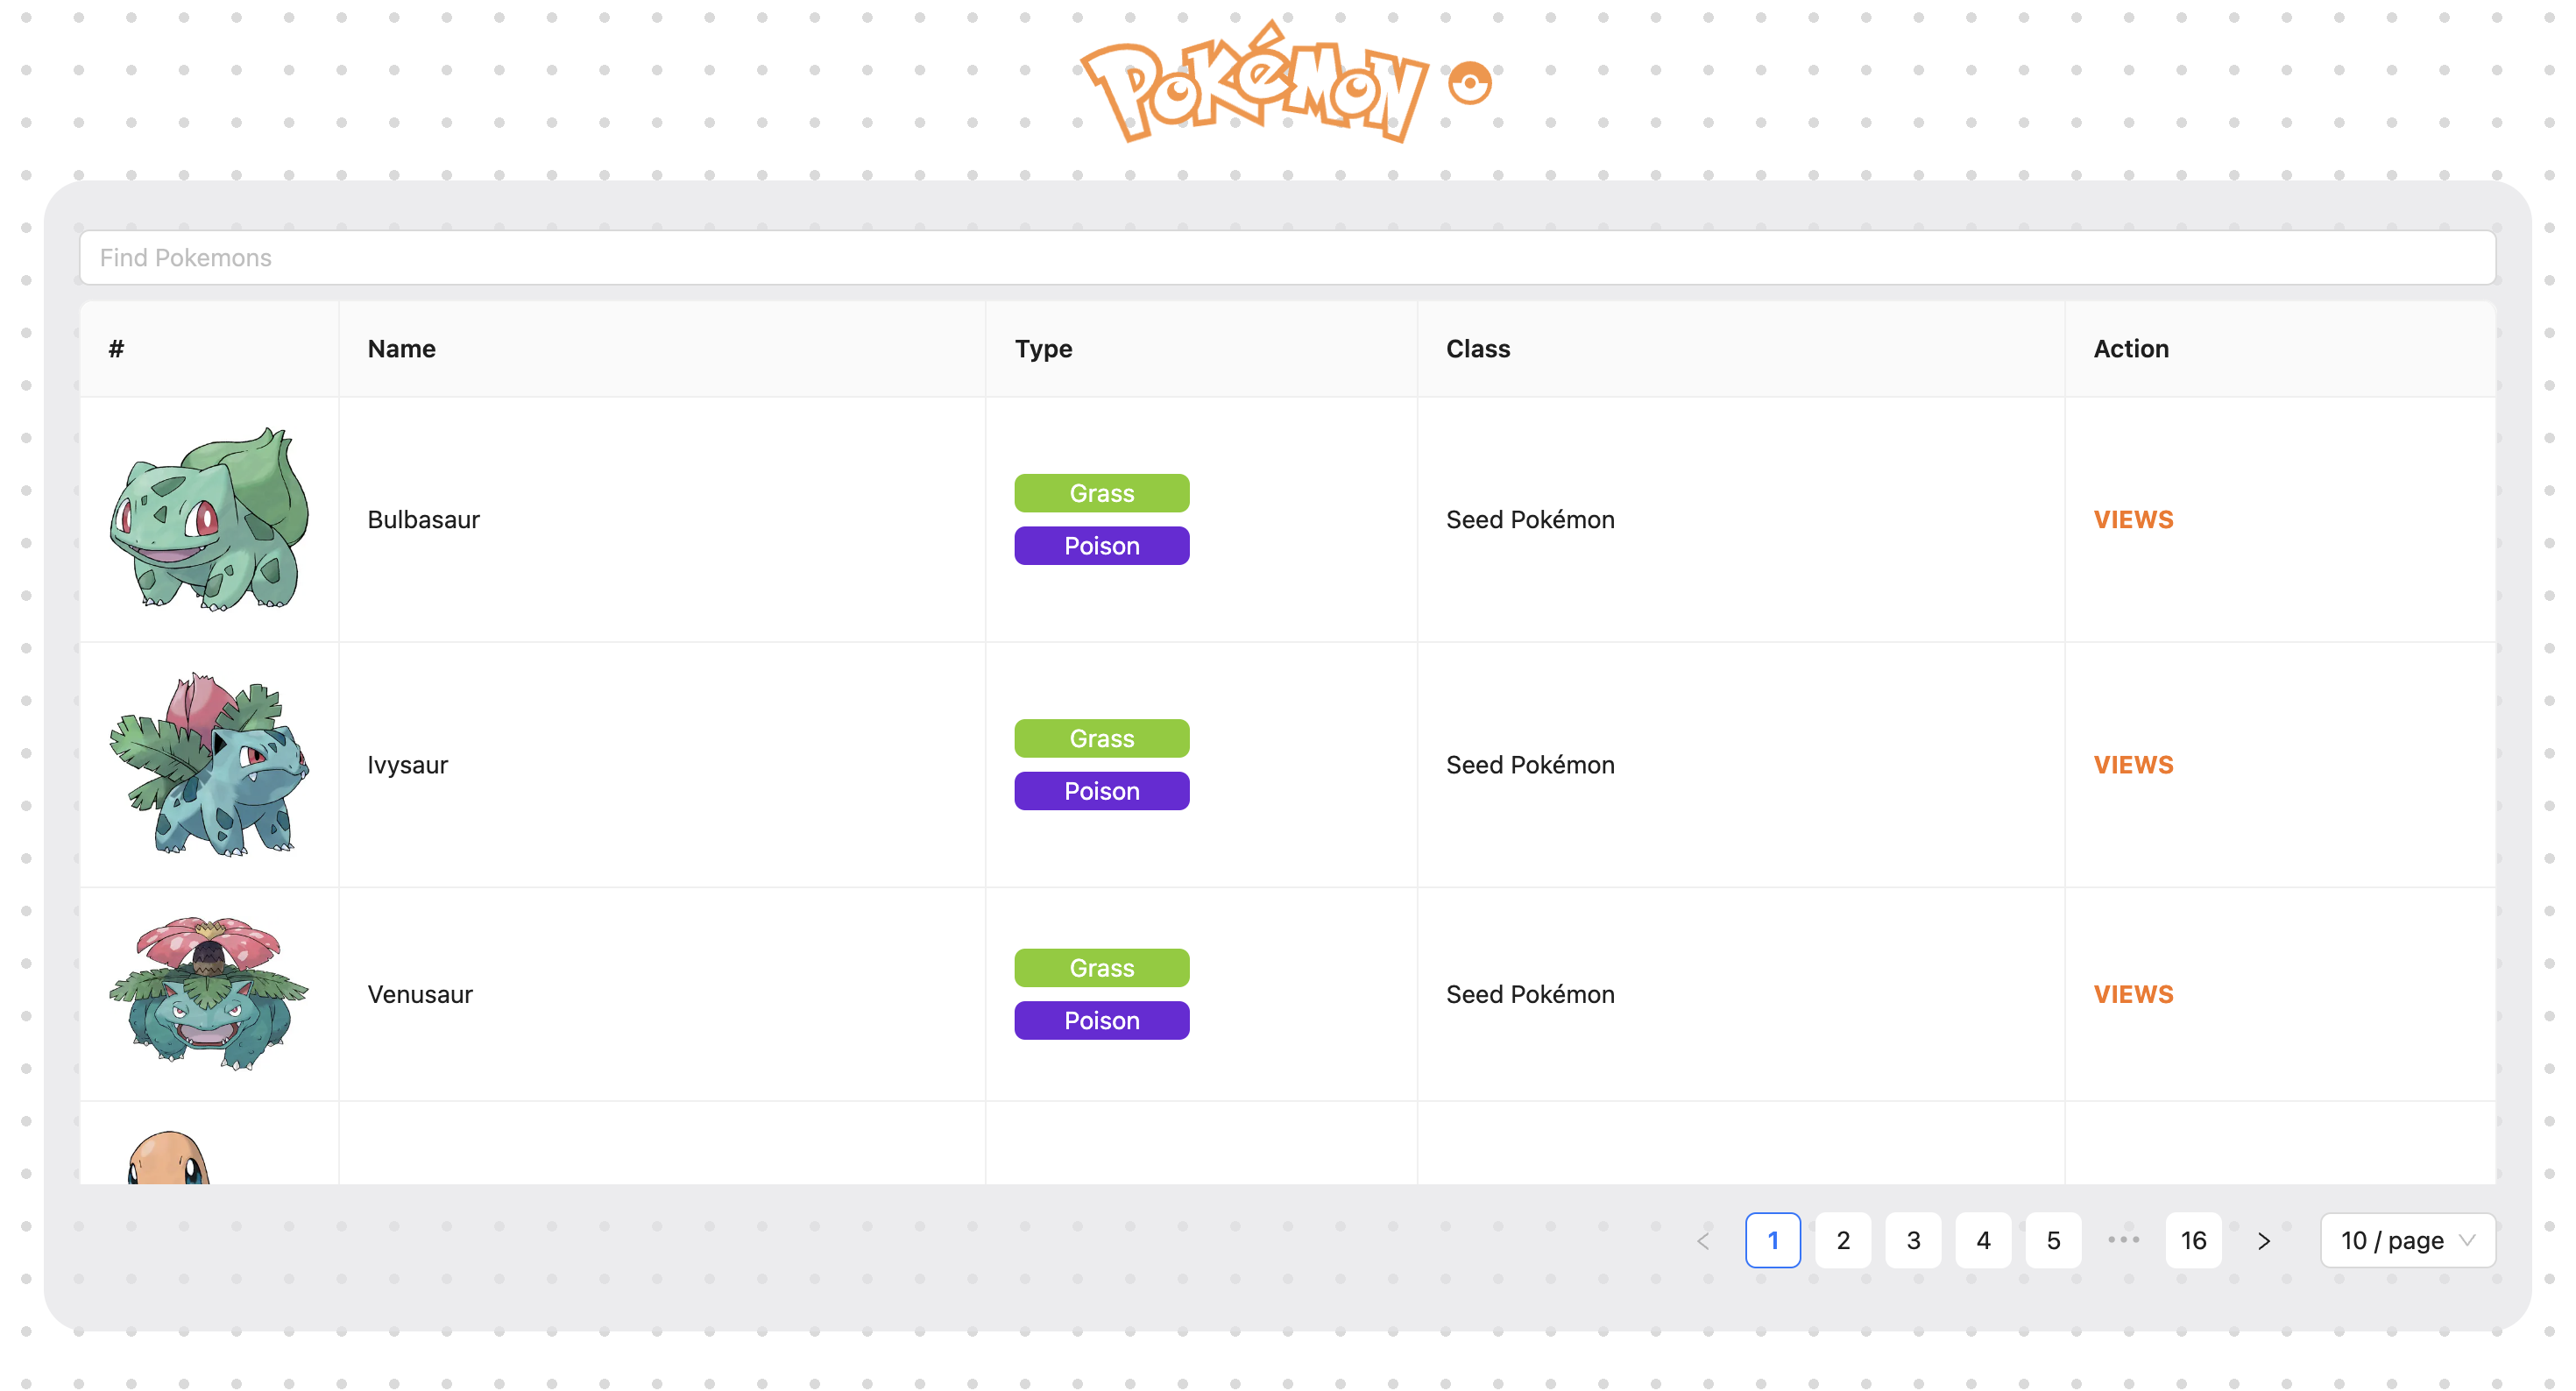 POKéMON
Find Pokemons
# Name Type Class Action
Grass
Bulbasaur Seed Pokémon VIEWS
Poison
Grass
Ivysaur Seed Pokémon VIEWS
Poison
Grass
Venusaur Seed Pokémon VIEWS
Poison
< 1 2 3 4 5 ••• 16 > 10 / page